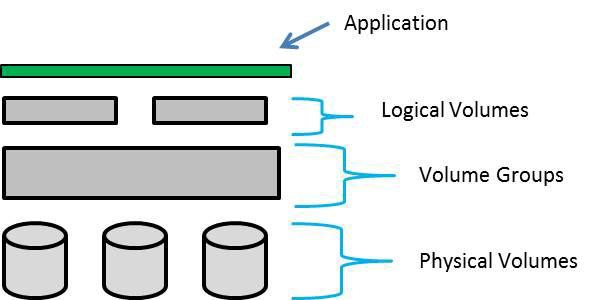 Application
Logical Volumes
Volume Groups
Physical Volumes